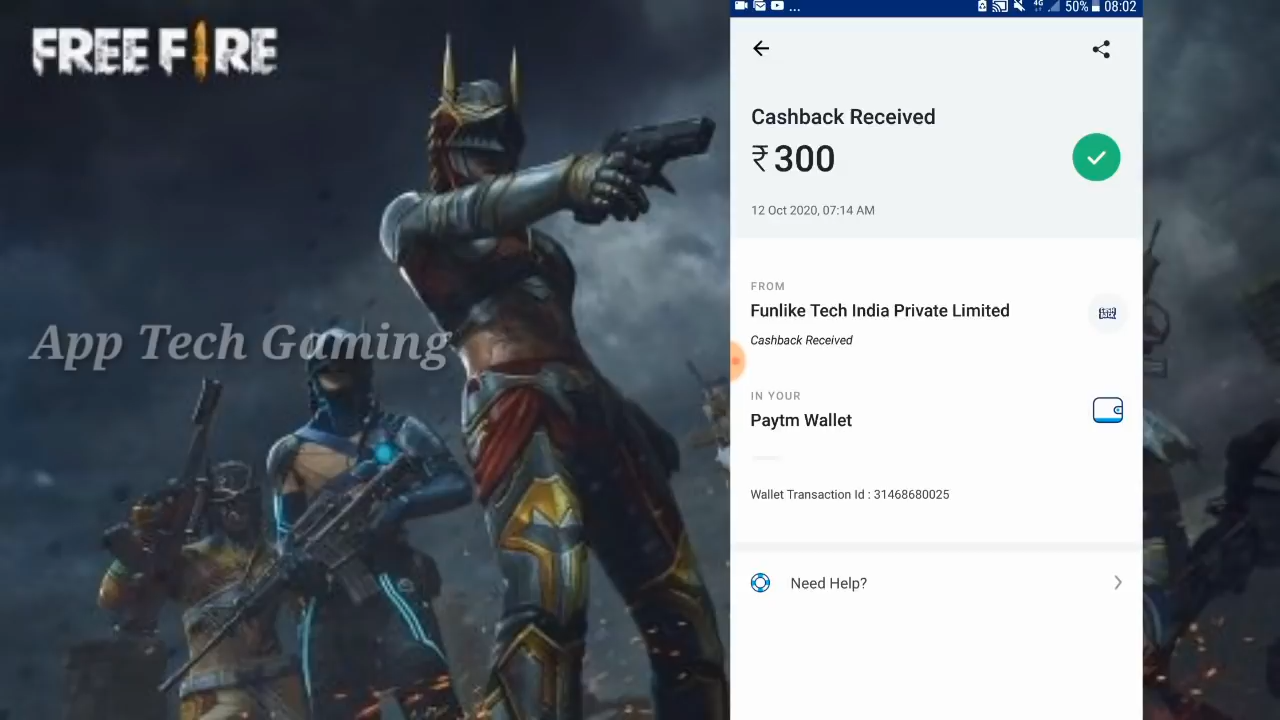 FREE FIRE
App Tech Gaming
... 4G 50% 08:02
Cashback Received
₹300
12 Oct 2020, 07:14 AM
FROM
Funlike Tech India Private Limited
Cashback Received
IN YOUR
Paytm Wallet
Wallet Transaction Id : 31468680025
Need Help?